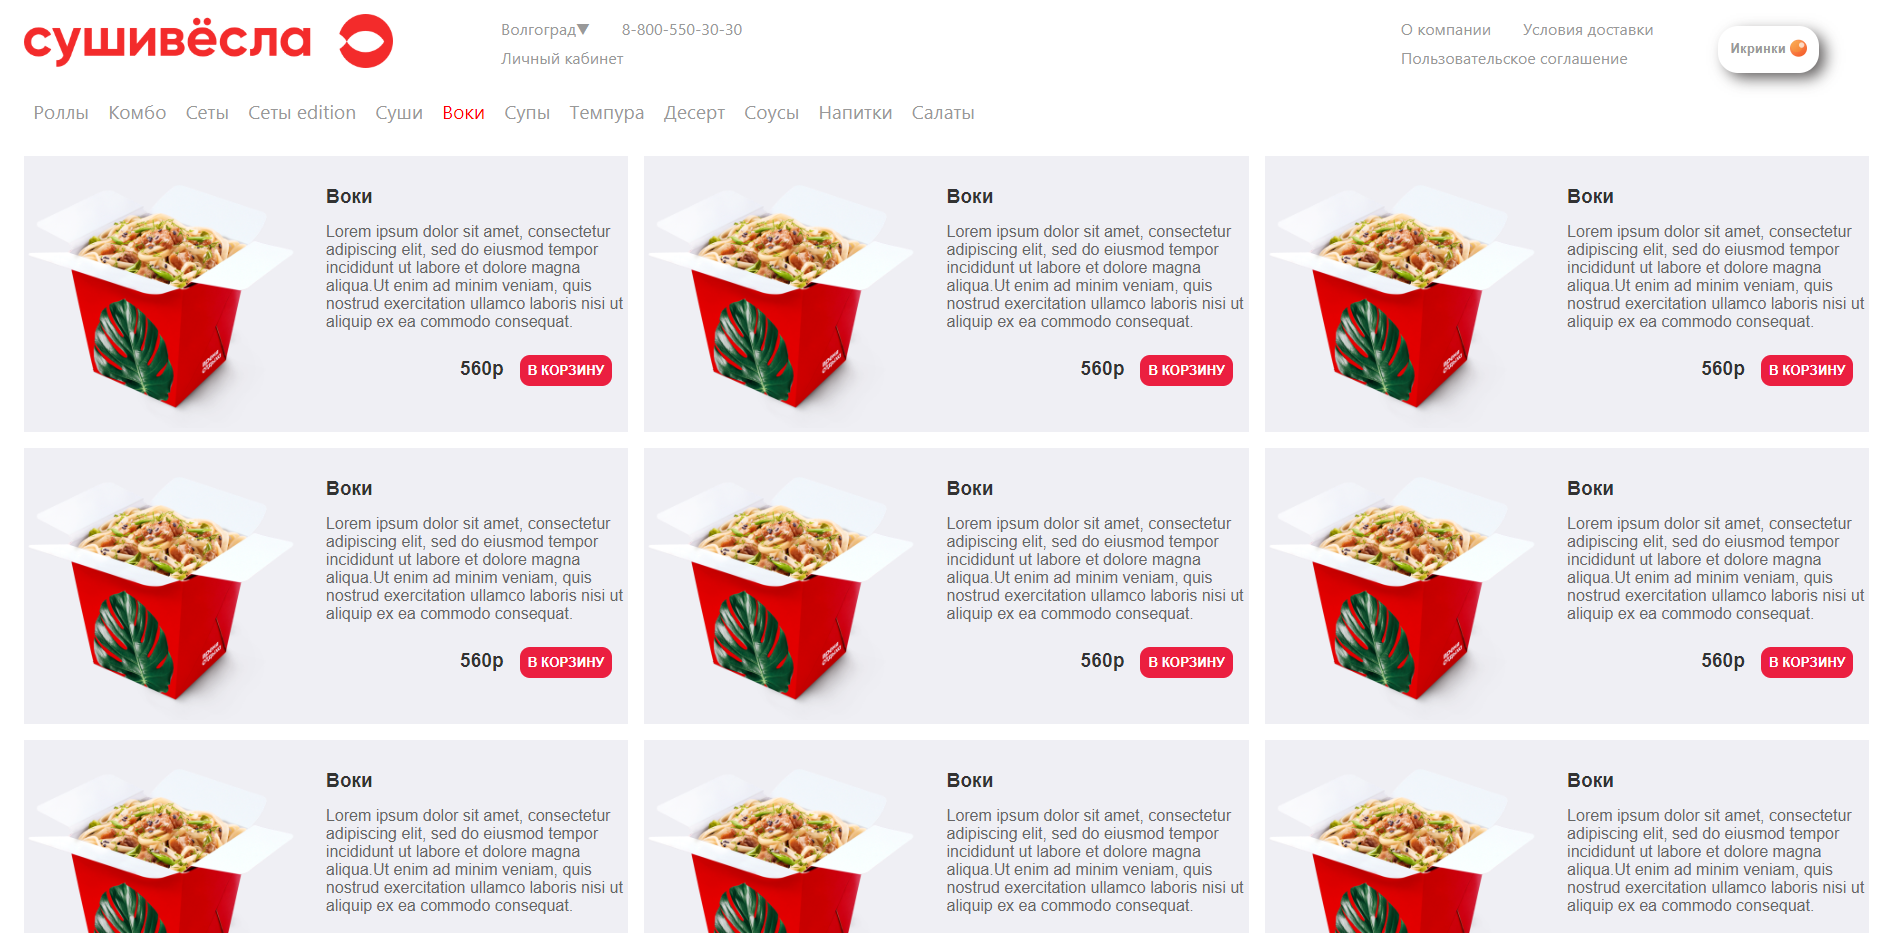 сушивёсла
Волгоград▼ 8-800-550-30-30
Личный кабинет
О компании Условия доставки
Пользовательское соглашение
Икринки
Роллы Комбо Сеты Сеты edition Суши Воки Супы Темпура Десерт Соусы Напитки Салаты
Воки
Lorem ipsum dolor sit amet, consectetur
adipiscing elit, sed do eiusmod tempor
incididunt ut labore et dolore magna
aliqua.Ut enim ad minim veniam, quis
nostrud exercitation ullamco laboris nisi ut
aliquip ex ea commodo consequat.
560р В КОРЗИНУ
Воки
Lorem ipsum dolor sit amet, consectetur
adipiscing elit, sed do eiusmod tempor
incididunt ut labore et dolore magna
aliqua.Ut enim ad minim veniam, quis
nostrud exercitation ullamco laboris nisi ut
aliquip ex ea commodo consequat.
560р В КОРЗИНУ
Воки
Lorem ipsum dolor sit amet, consectetur
adipiscing elit, sed do eiusmod tempor
incididunt ut labore et dolore magna
aliqua.Ut enim ad minim veniam, quis
nostrud exercitation ullamco laboris nisi ut
aliquip ex ea commodo consequat.
560р В КОРЗИНУ
Воки
Lorem ipsum dolor sit amet, consectetur
adipiscing elit, sed do eiusmod tempor
incididunt ut labore et dolore magna
aliqua.Ut enim ad minim veniam, quis
nostrud exercitation ullamco laboris nisi ut
aliquip ex ea commodo consequat.
560р В КОРЗИНУ
Воки
Lorem ipsum dolor sit amet, consectetur
adipiscing elit, sed do eiusmod tempor
incididunt ut labore et dolore magna
aliqua.Ut enim ad minim veniam, quis
nostrud exercitation ullamco laboris nisi ut
aliquip ex ea commodo consequat.
560р В КОРЗИНУ
Воки
Lorem ipsum dolor sit amet, consectetur
adipiscing elit, sed do eiusmod tempor
incididunt ut labore et dolore magna
aliqua.Ut enim ad minim veniam, quis
nostrud exercitation ullamco laboris nisi ut
aliquip ex ea commodo consequat.
560р В КОРЗИНУ
Воки
Lorem ipsum dolor sit amet, consectetur
adipiscing elit, sed do eiusmod tempor
incididunt ut labore et dolore magna
aliqua.Ut enim ad minim veniam, quis
nostrud exercitation ullamco laboris nisi ut
aliquip ex ea commodo consequat.
Воки
Lorem ipsum dolor sit amet, consectetur
adipiscing elit, sed do eiusmod tempor
incididunt ut labore et dolore magna
aliqua.Ut enim ad minim veniam, quis
nostrud exercitation ullamco laboris nisi ut
aliquip ex ea commodo consequat.
Воки
Lorem ipsum dolor sit amet, consectetur
adipiscing elit, sed do eiusmod tempor
incididunt ut labore et dolore magna
aliqua.Ut enim ad minim veniam, quis
nostrud exercitation ullamco laboris nisi ut
aliquip ex ea commodo consequat.